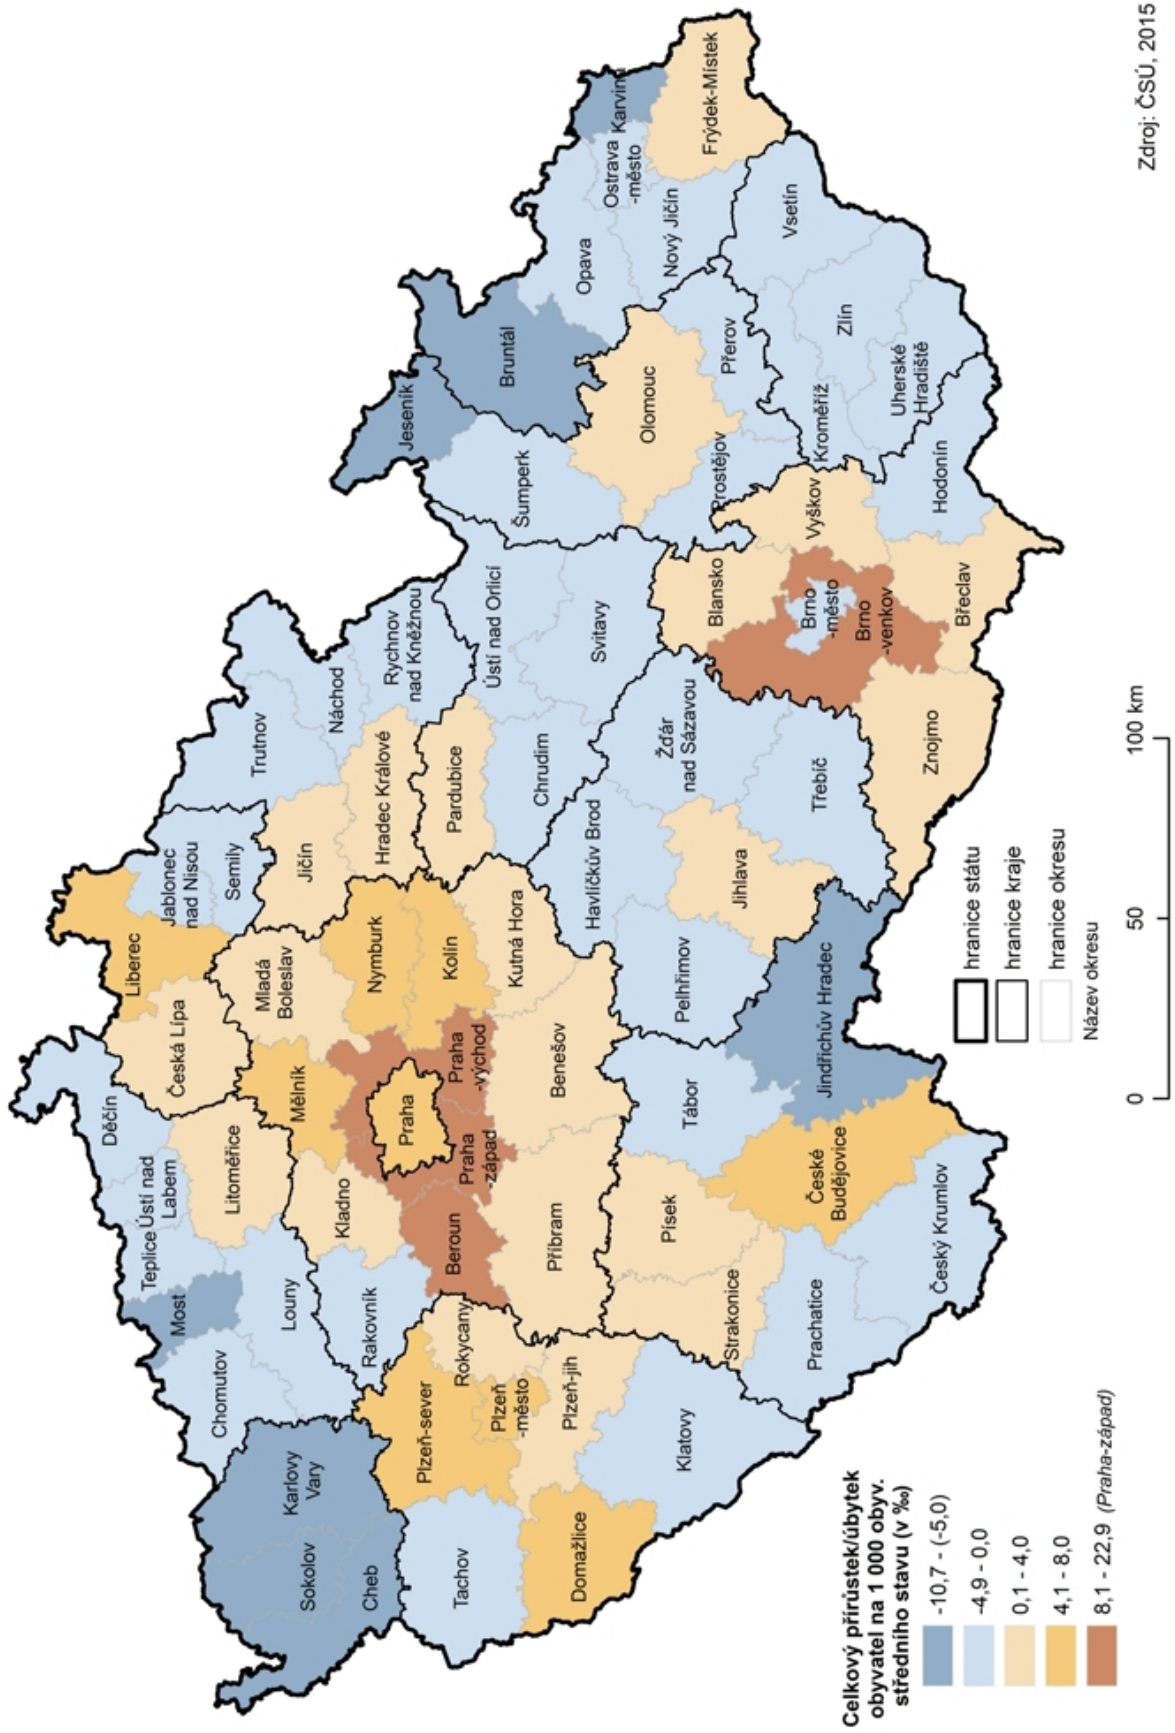 Děčín
Liberec
Ústí nad
Labem
Teplice
Česká Lípa
Jablonec
nad Nisou
Most
Litoměřice
Semily
Trutnov
Chomutov
Louny
Mělník
Mladá
Boleslav
Jičín
Náchod
Karlovy
Vary
Sokolov
Cheb
Rakovník
Kladno
Praha
Nymburk
Hradec Králové
Rychnov
nad Kněžnou
Jeseník
Plzeň-sever
Rokycany
Beroun
Praha
-západ
Praha
-východ
Kolín
Pardubice
Ústí nad Orlicí
Šumperk
Bruntál
Tachov
Plzeň
-město
Kutná Hora
Chrudim
Opava
Ostrava
-město
Karviná
Domažlice
Plzeň-jih
Příbram
Benešov
Havlíčkův Brod
Svitavy
Olomouc
Nový Jičín
Frýdek-Místek
Klatovy
Strakonice
Písek
Tábor
Pelhřimov
Žďár
nad Sázavou
Blansko
Prostějov
Přerov
Vsetín
Prachatice
České
Budějovice
Jindřichův Hradec
Jihlava
Třebíč
Brno
-město
Brno
-venkov
Vyškov
Kroměříž
Zlín
Uherské
Hradiště
Český Krumlov
Znojmo
Břeclav
Hodonín
Celkový přírůstek/úbytek
obyvatel na 1 000 obyv.
středního stavu (v ‰)
-10,7 - (-5,0)
-4,9 - 0,0
0,1 - 4,0
4,1 - 8,0
8,1 - 22,9 (Praha-západ)
hranice státu
hranice kraje
hranice okresu
Název okresu
0 50 100 km
Zdroj: ČSÚ, 2015